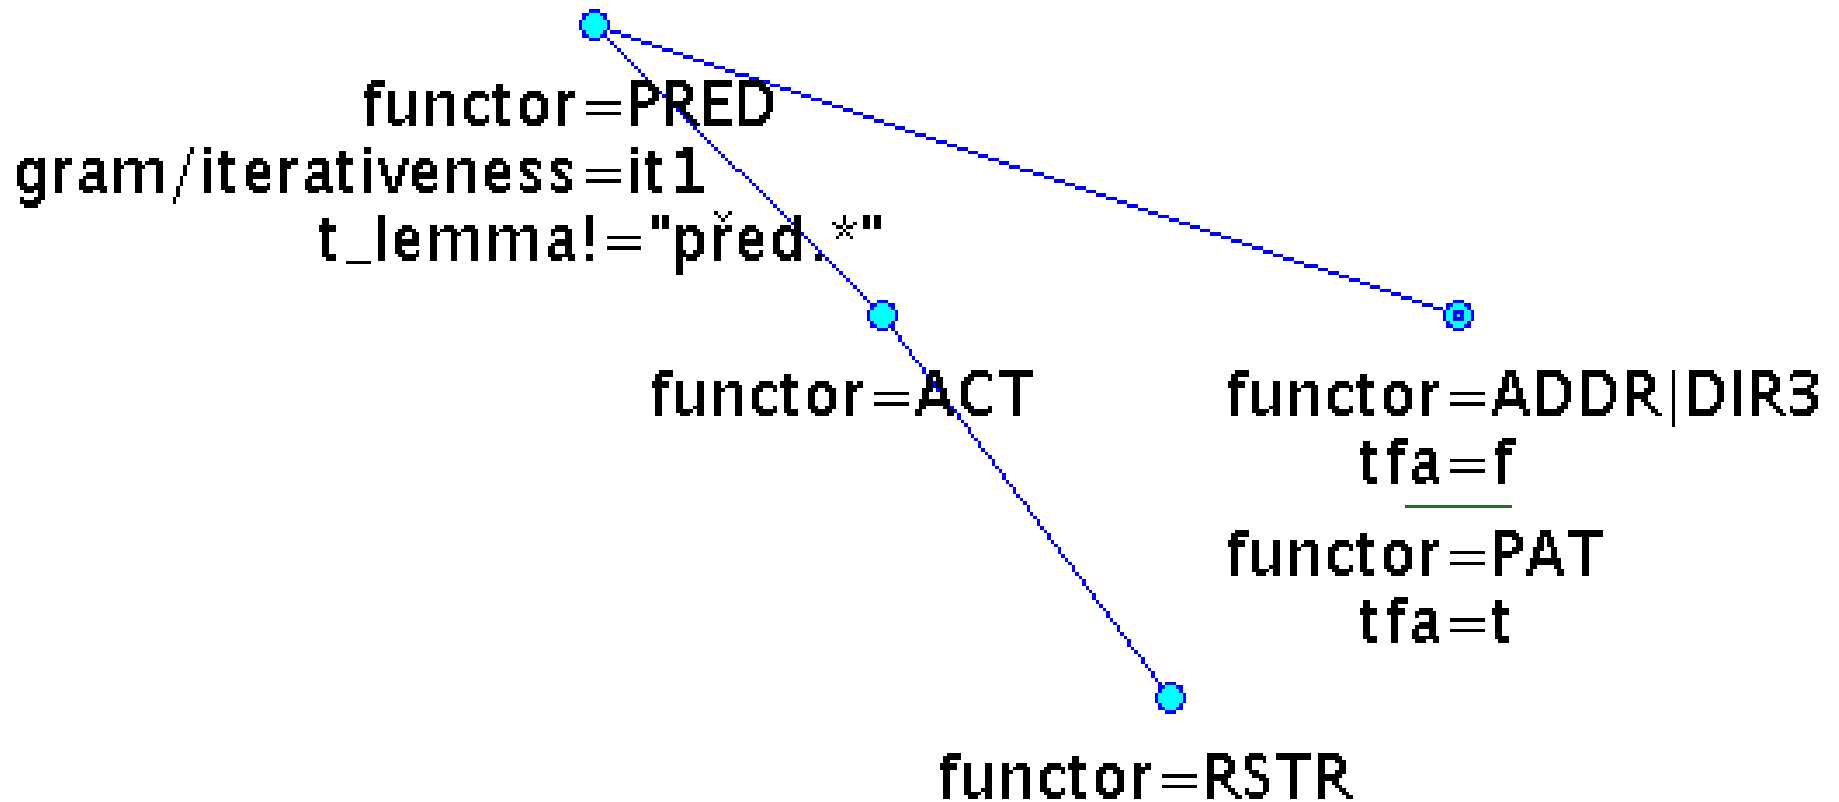 functor=PRED
gram/iterativeness=it1
t_lemma!="před.*"
functor=ACT
functor=ADDR|DIR3
tfa=f
functor=PAT
tfa=t
functor=RSTR